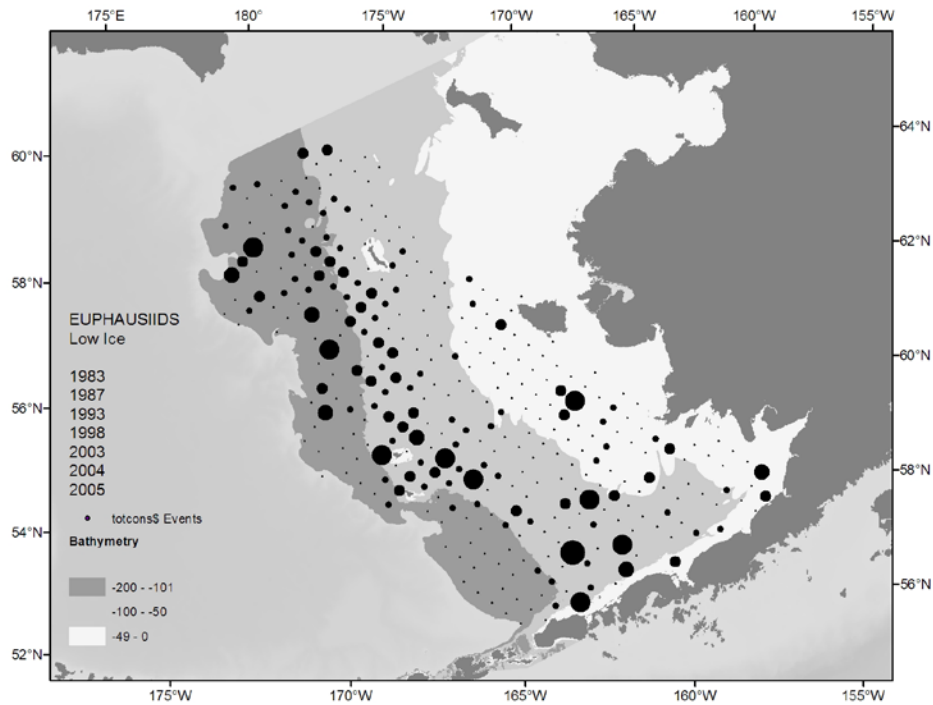 175°E 180° 175°W 170°W 165°W 160°W 155°W
64°N
60°N
62°N
58°N
EUPHAUSIIDS
Low Ice
60°N
1983
1987
56°N
1993
1998
2003
58°N
2004
2005
totcons$ Events
54°N
Bathymetry
-200 - -101
56°N
-100 - -50
-49 - 0
52°N
175°W 170°W 165°W 160°W 155°W